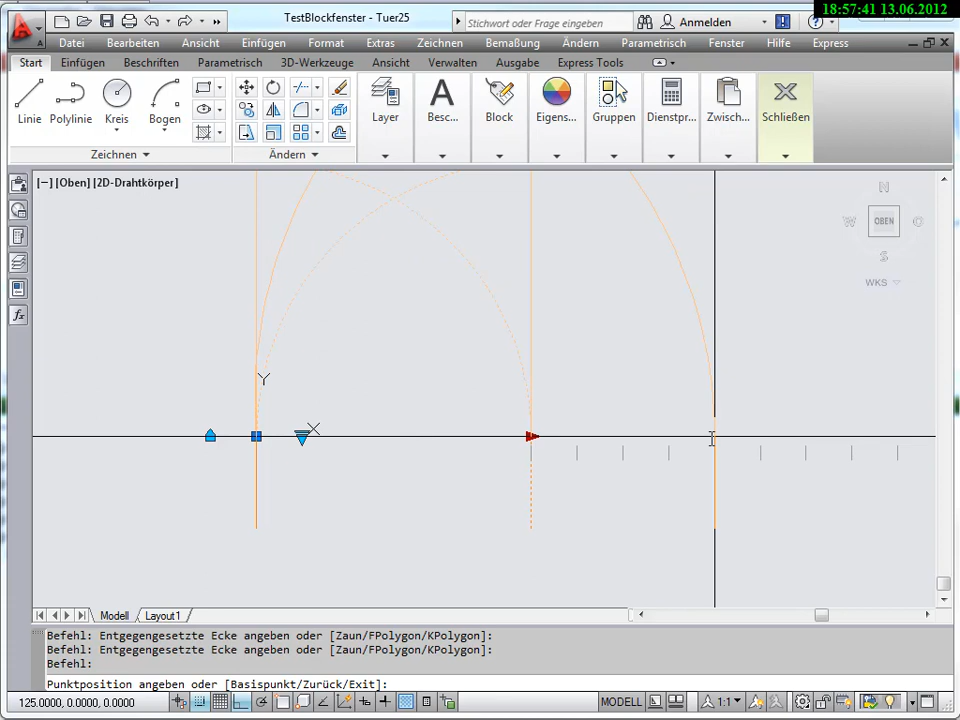 18:57:41 13.06.2012
TestBlockfenster - Tuer25
Stichwort oder Frage eingeben
Anmelden
Datei Bearbeiten Ansicht Einfügen Format Extras Zeichnen Bemaßung Ändern Parametrisch Fenster Hilfe Express
Start Einfügen Beschriften Parametrisch 3D-Werkzeuge Ansicht Verwalten Ausgabe Express Tools
Linie Polylinie Kreis Bogen Layer Besc... Block Eigens... Gruppen Dienstpr... Zwisch... Schließen
Zeichnen Ändern
[−] [Oben] [2D-Drahtkörper]
N
W OBEN O
S
WKS
Y
X
Modell Layout1
Befehl: Entgegengesetzte Ecke angeben oder [Zaun/FPolygon/KPolygon]:
Befehl: Entgegengesetzte Ecke angeben oder [Zaun/FPolygon/KPolygon]:
Befehl:
Punktposition angeben oder [Basispunkt/Zurück/Exit]:
125.0000, 0.0000, 0.0000
MODELL
1:1